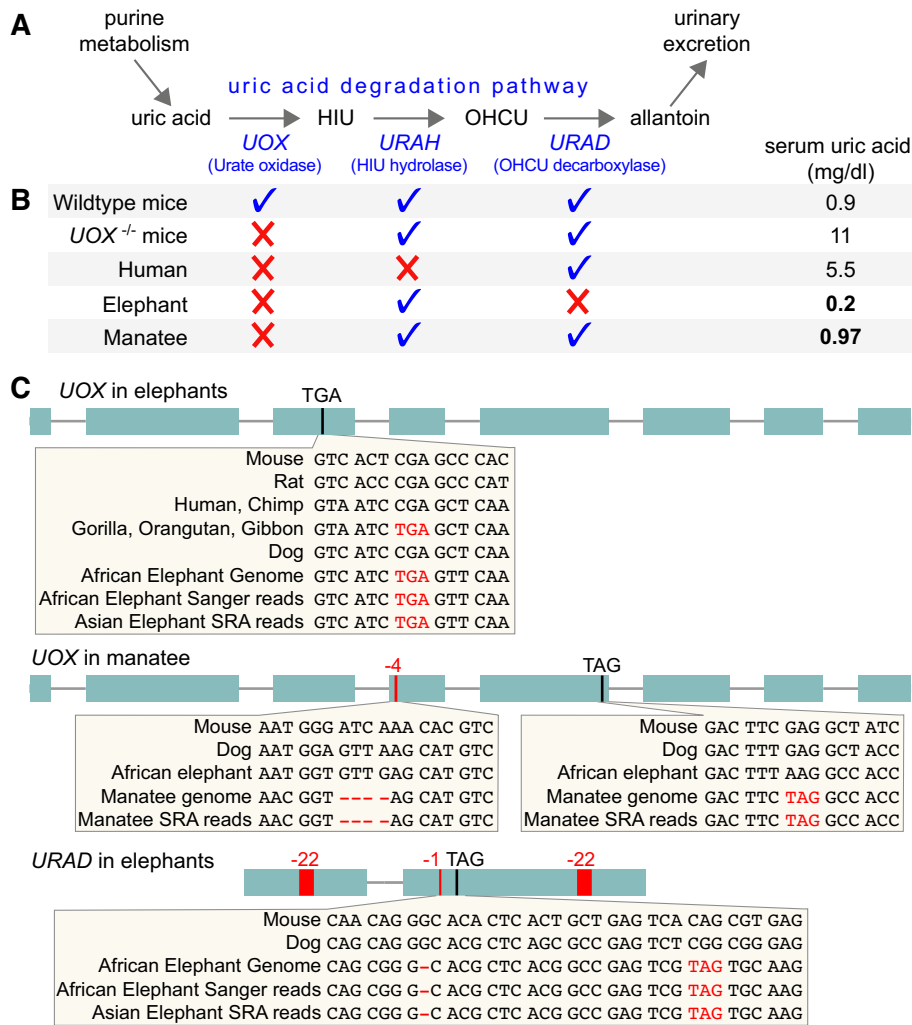 A
purine
metabolism
urinary
excretion
uric acid degradation pathway
uric acid
HIU
OHCU
allantoin
UOX
(Urate oxidase)
URAH
(HIU hydrolase)
URAD
(OHCU decarboxylase)
serum uric acid
(mg/dl)
B
Wildtype mice ✓ ✓ ✓ 0.9
UOX -/- mice ✗ ✓ ✓ 11
Human ✗ ✗ ✓ 5.5
Elephant ✗ ✓ ✗ 0.2
Manatee ✗ ✓ ✓ 0.97
C
UOX in elephants
TGA
Mouse GTC ACT CGA GCC CAC
Rat GTC ACC CGA GCC CAT
Human, Chimp GTA ATC CGA GCT CAA
Gorilla, Orangutan, Gibbon GTA ATC TGA GCT CAA
Dog GTC ATC CGA GCT CAA
African Elephant Genome GTC ATC TGA GTT CAA
African Elephant Sanger reads GTC ATC TGA GTT CAA
Asian Elephant SRA reads GTC ATC TGA GTT CAA
UOX in manatee
-4
TAG
Mouse AAT GGG ATC AAA CAC GTC
Dog AAT GGA GTT AAG CAT GTC
African elephant AAT GGT GTT GAG CAT GTC
Manatee genome AAC GGT ----AG CAT GTC
Manatee SRA reads AAC GGT ----AG CAT GTC
Mouse GAC TTC GAG GCT ATC
Dog GAC TTT GAG GCT ACC
African elephant GAC TTT AAG GCC ACC
Manatee genome GAC TTC TAG GCC ACC
Manatee SRA reads GAC TTC TAG GCC ACC
URAD in elephants
-22
-1 TAG
-22
Mouse CAA CAG GGC ACA CTC ACT GCT GAG TCA CAG CGT GAG
Dog CAG CAG GGC ACG CTC AGC GCC GAG TCT CGG CGG GAG
African Elephant Genome CAG CGG G-C ACG CTC ACG GCC GAG TCG TAG TGC AAG
African Elephant Sanger reads CAG CGG G-C ACG CTC ACG GCC GAG TCG TAG TGC AAG
Asian Elephant SRA reads CAG CGG G-C ACG CTC ACG GCC GAG TCG TAG TGC AAG